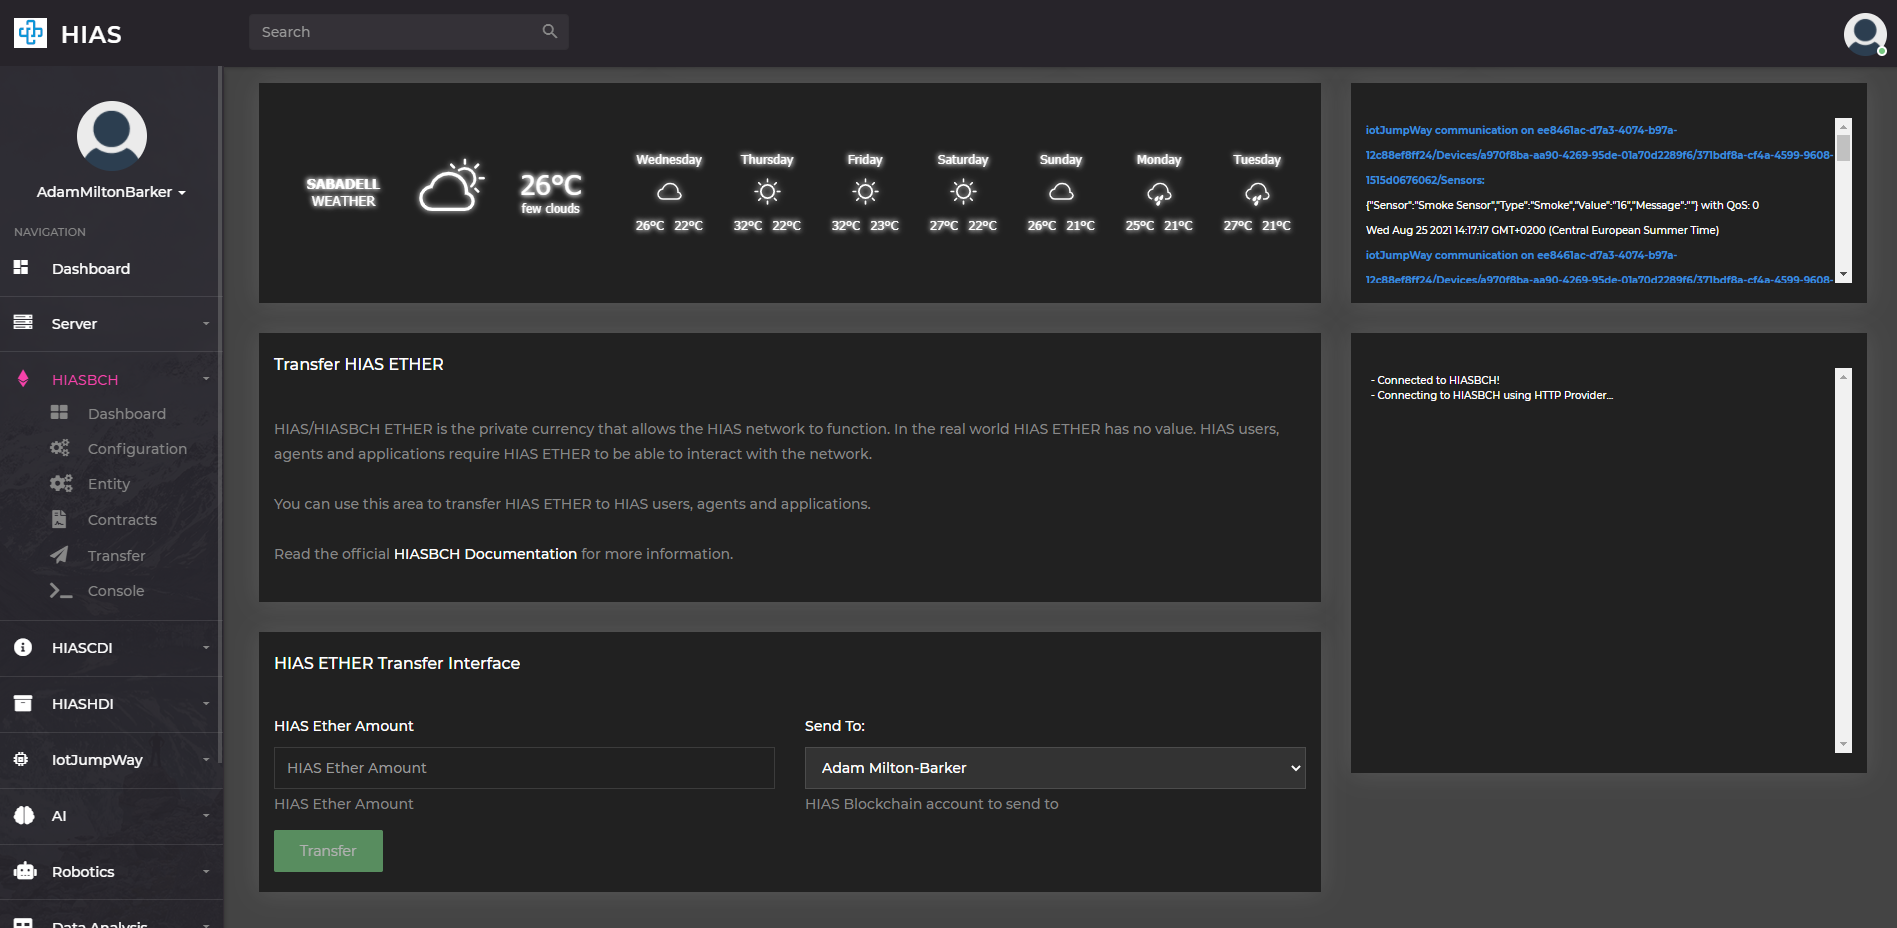 HIAS
Search
AdamMiltonBarker
NAVIGATION
Dashboard
Server
HIASBCH
Dashboard
Configuration
Entity
Contracts
Transfer
Console
HIASCDI
HIASHDI
IotJumpWay
AI
Robotics
Data Analysis
SABADELL
WEATHER
26°C
few clouds
Wednesday
26°C 22°C
Thursday
32°C 22°C
Friday
32°C 23°C
Saturday
27°C 22°C
Sunday
26°C 21°C
Monday
25°C 21°C
Tuesday
27°C 21°C
iotJumpWay communication on ee8461ac-d7a3-4074-b97a-
12c88ef8ff24/Devices/a970f8ba-aa90-4269-95de-01a70d2289f6/371bdf8a-cf4a-4599-9608-
1515d0676062/Sensors:
{"Sensor":"Smoke Sensor","Type":"Smoke","Value":"16","Message":""} with QoS: 0
Wed Aug 25 2021 14:17:17 GMT+0200 (Central European Summer Time)
iotJumpWay communication on ee8461ac-d7a3-4074-b97a-
12c88ef8ff24/Devices/a970f8ba-aa90-4269-95de-01a70d2289f6/371bdf8a-cf4a-4599-9608-
Transfer HIAS ETHER
HIAS/HIASBCH ETHER is the private currency that allows the HIAS network to function. In the real world HIAS ETHER has no value. HIAS users,
agents and applications require HIAS ETHER to be able to interact with the network.
You can use this area to transfer HIAS ETHER to HIAS users, agents and applications.
Read the official HIASBCH Documentation for more information.
- Connected to HIASBCH!
- Connecting to HIASBCH using HTTP Provider...
HIAS ETHER Transfer Interface
HIAS Ether Amount
HIAS Ether Amount
HIAS Ether Amount
Send To:
Adam Milton-Barker
HIAS Blockchain account to send to
Transfer